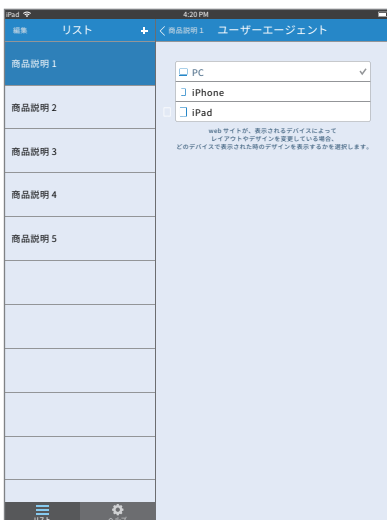 iPad
4:20 PM
編集
リスト
+
商品説明 1
ユーザーエージェント
商品説明 1
商品説明 2
商品説明 3
商品説明 4
商品説明 5
PC
iPhone
iPad
web サイトが、表示されるデバイスによって
レイアウトやデザインを変更している場合、
どのデバイスで表示された時のデザインを表示するかを選択します。
リスト
ヘルプ